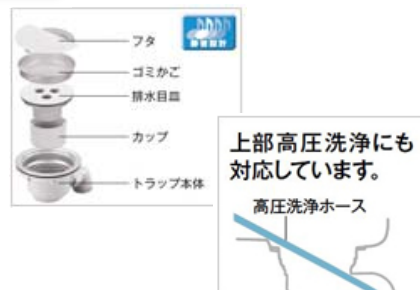 フタ
ゴミかご
排水目皿
カップ
トラップ本体
上部高圧洗浄にも
対応しています。
高圧洗浄ホース